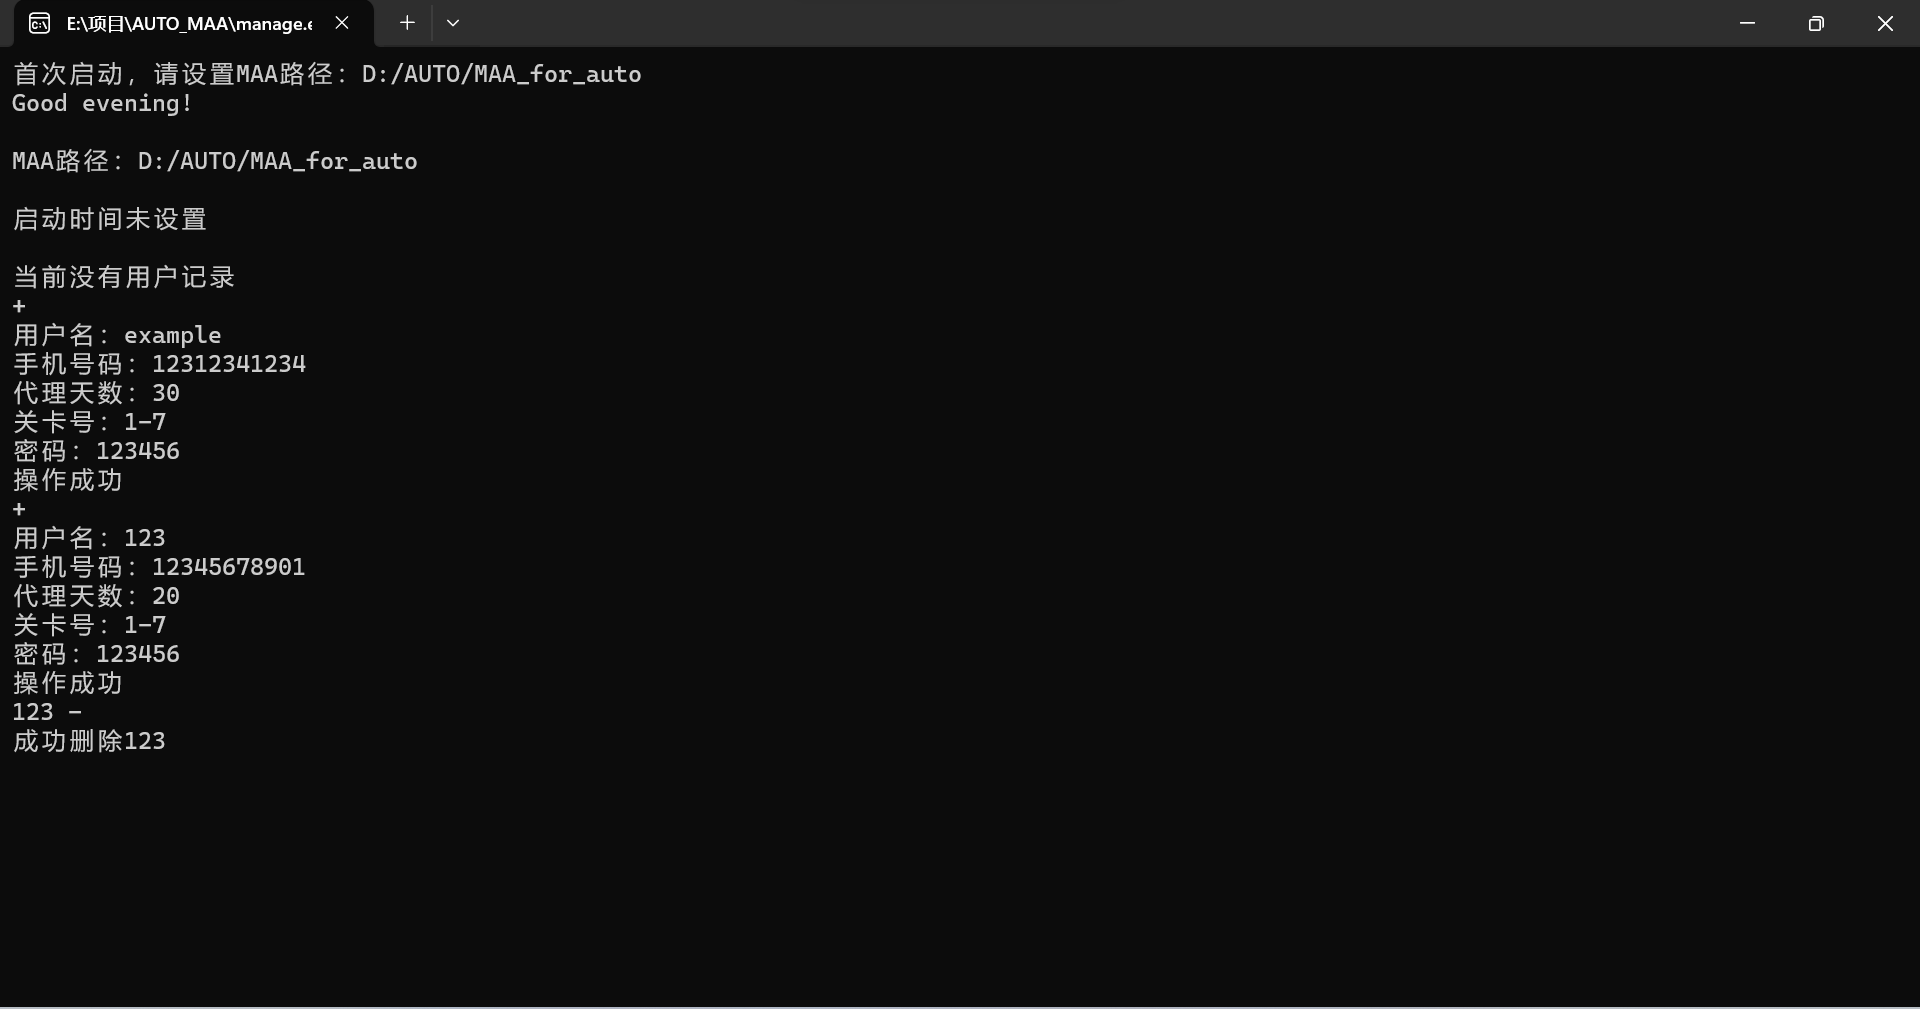 E:\项目\AUTO_MAA\manage.e
首次启动，请设置MAA路径：D:/AUTO/MAA_for_auto
Good evening!
MAA路径：D:/AUTO/MAA_for_auto
启动时间未设置
当前没有用户记录
+
用户名：example
手机号码：12312341234
代理天数：30
关卡号：1-7
密码：123456
操作成功
+
用户名：123
手机号码：12345678901
代理天数：20
关卡号：1-7
密码：123456
操作成功
123 -
成功删除123